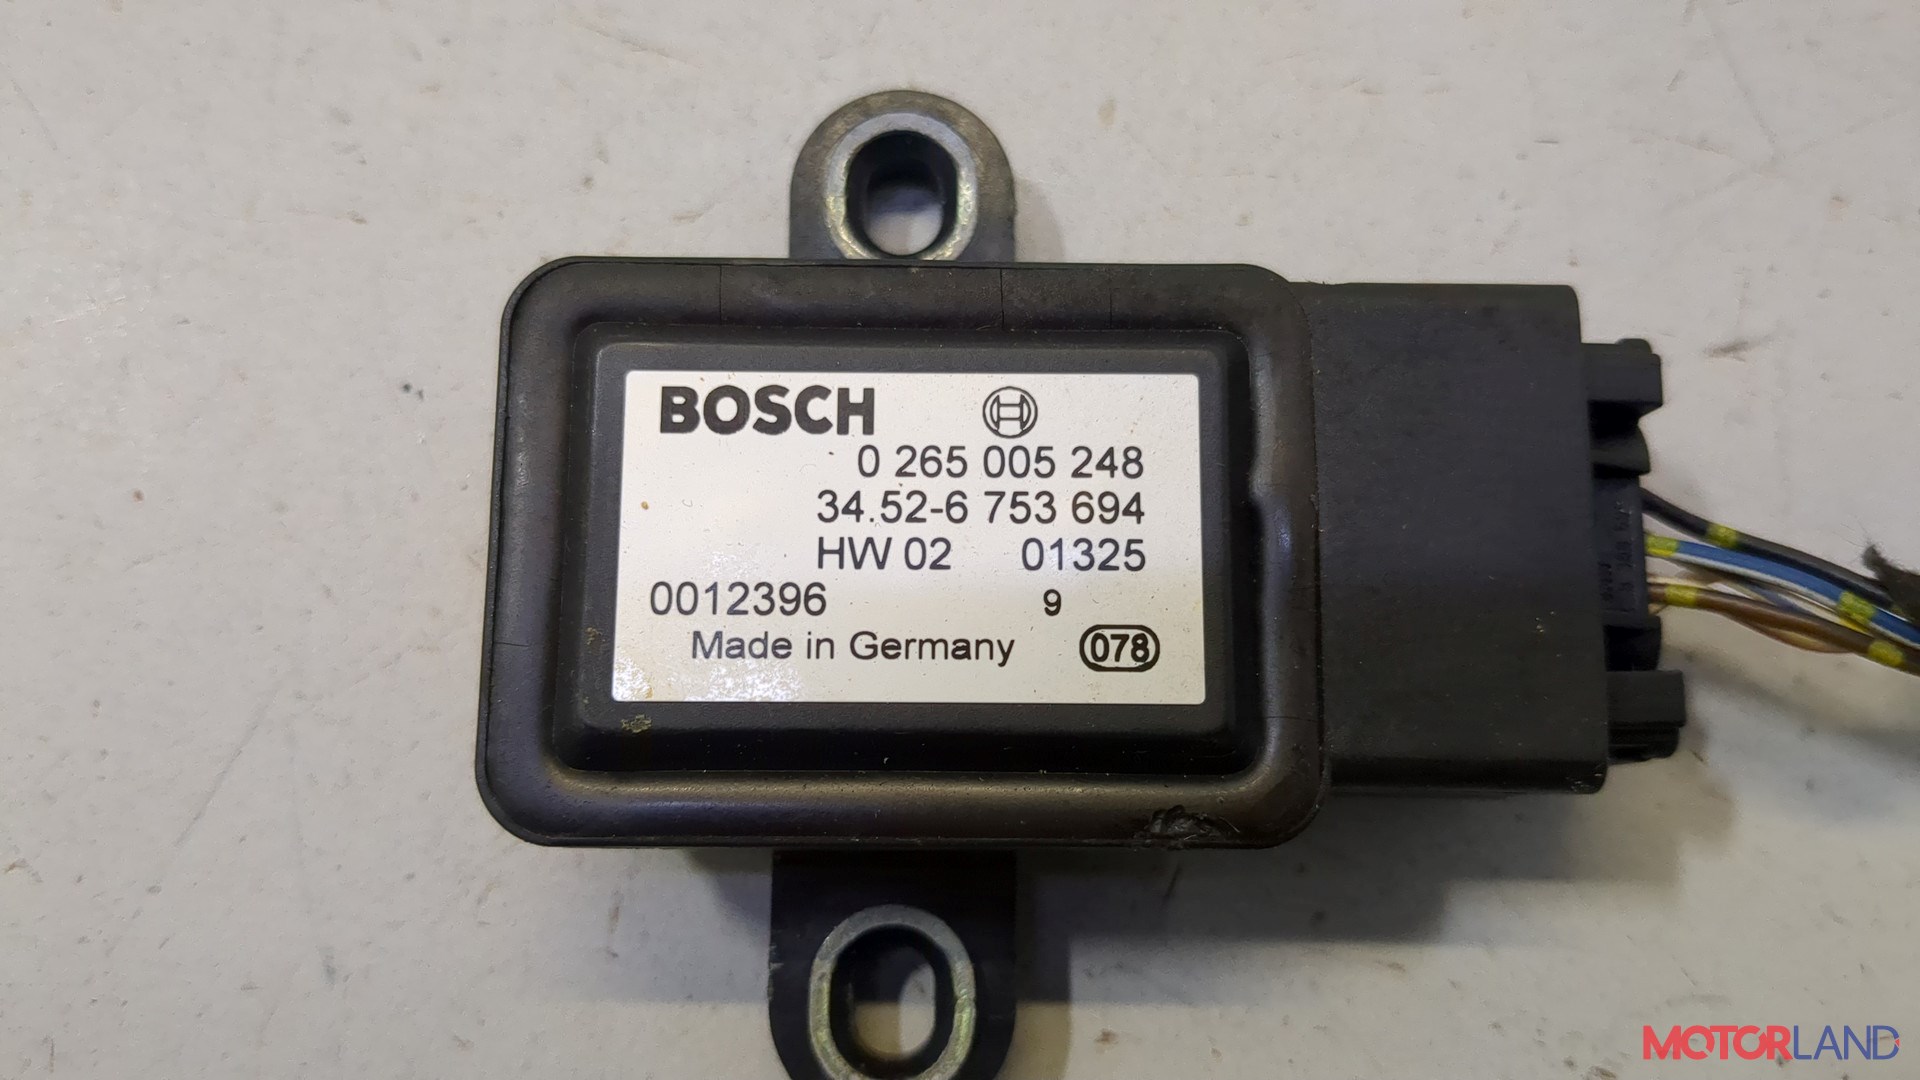 BOSCH
0 265 005 248
34.52-6 753 694
HW 02 01325
0012396 9
Made in Germany 078
MOTORLAND